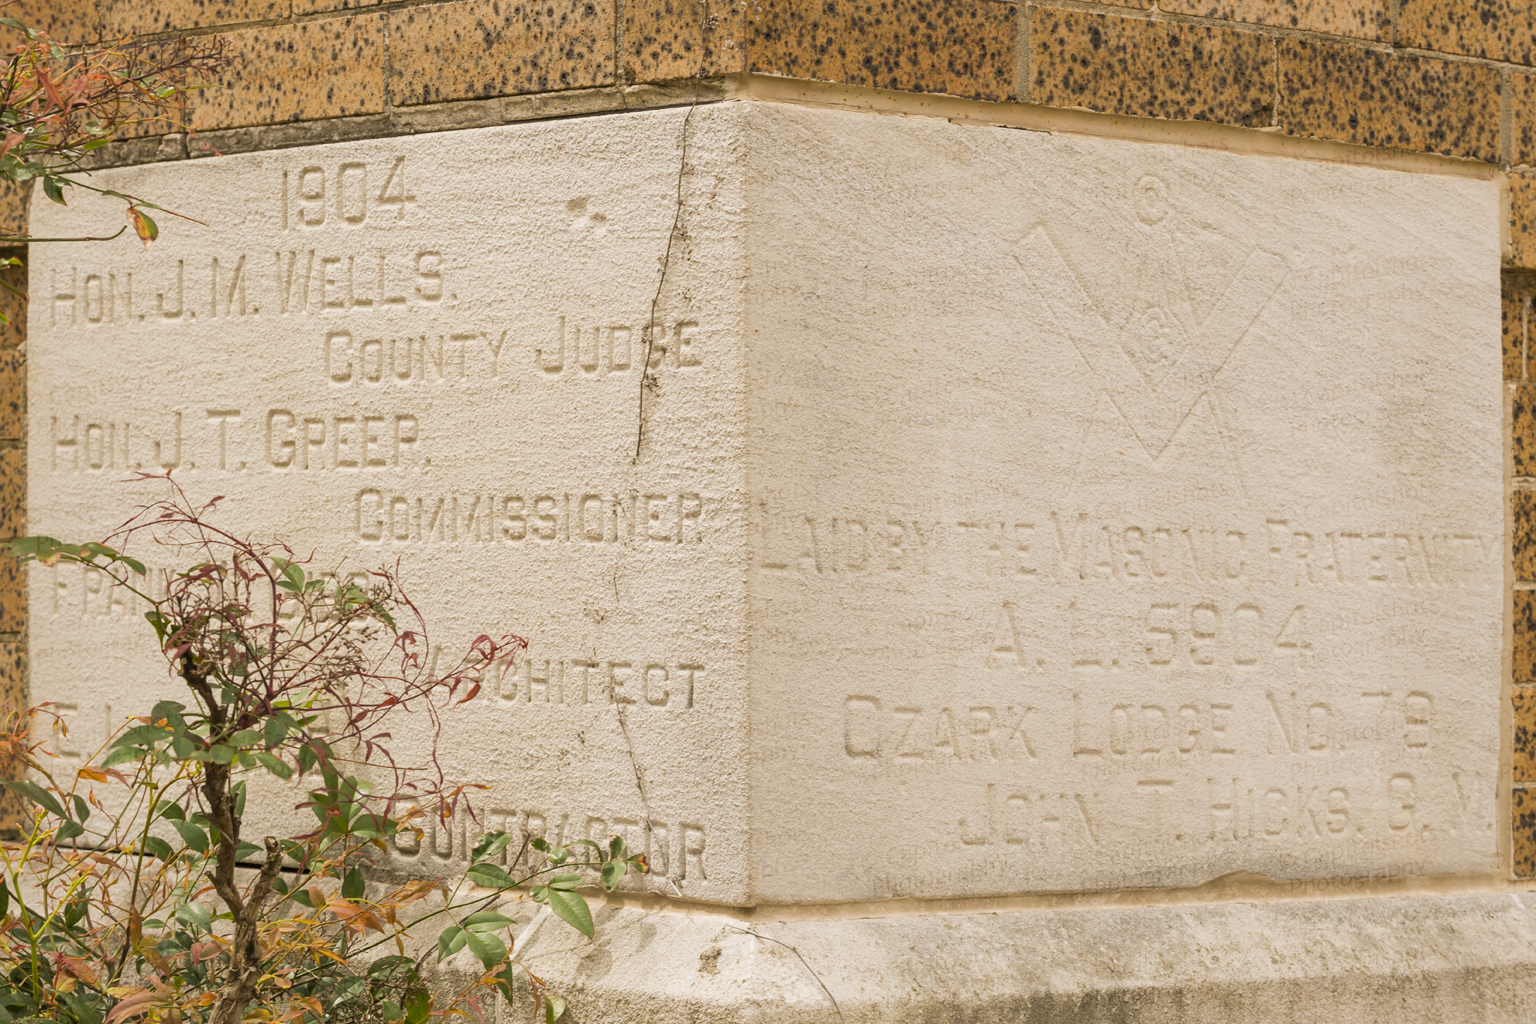 1904
HON. J. M. WELLS.
COUNTY JUDGE
HON. J. T. GREER.
COMMISSIONER.
FRANK
ARCHITECT
CONTRACTOR
G
LAID BY THE MASONIC FRATERNITY
A. L. 5904
OZARK LODGE NO. 79
JOHN T. HICKS. G. M.